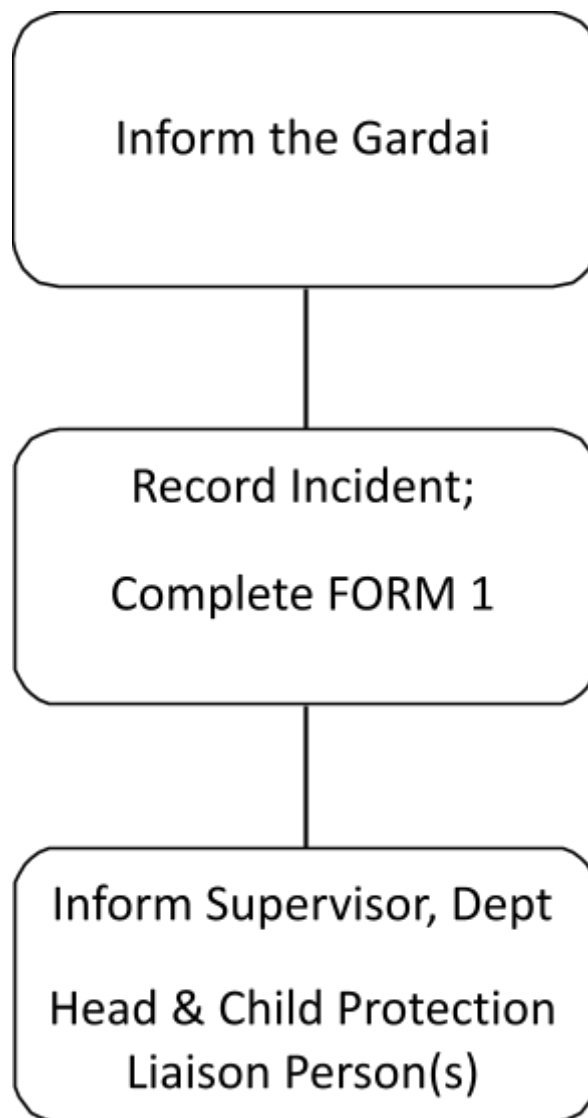 Inform the Gardai
Record Incident;
Complete FORM 1
Inform Supervisor, Dept
Head & Child Protection
Liaison Person(s)